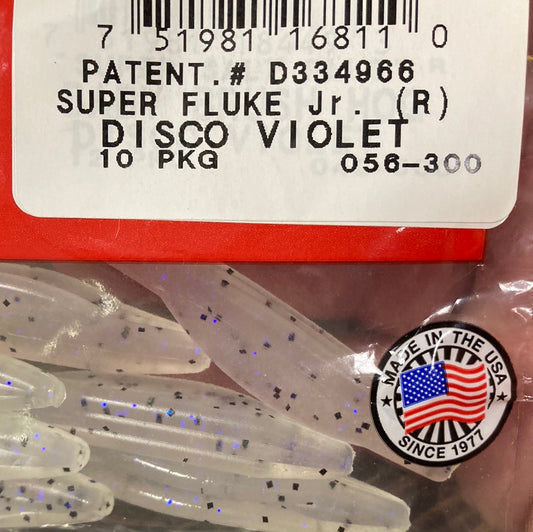 7 51981 16811 0
PATENT.# D334966
SUPER FLUKE Jr. (R)
DISCO VIOLET
10 PKG 056-300
MADE IN THE USA
SINCE 1977